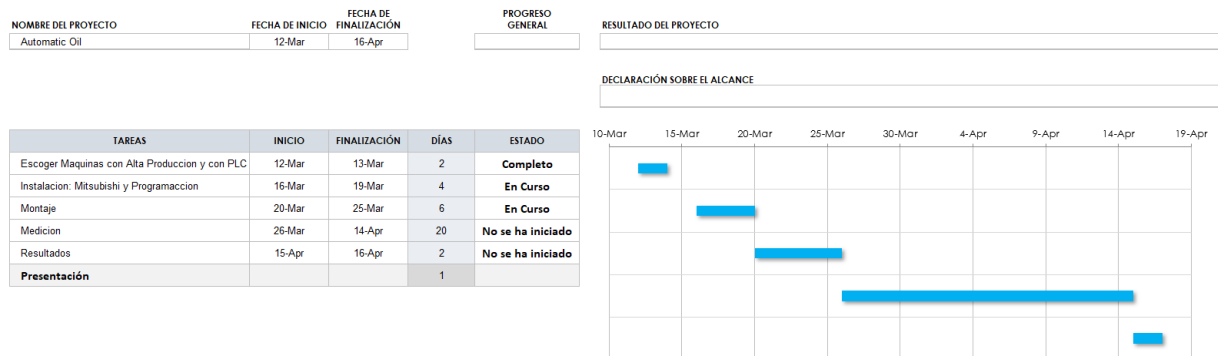 NOMBRE DEL PROYECTO FECHA DE INICIO FECHA DE FINALIZACIÓN PROGRESO GENERAL RESULTADO DEL PROYECTO
Automatic Oil 12-Mar 16-Apr
DECLARACIÓN SOBRE EL ALCANCE
TAREAS INICIO FINALIZACIÓN DÍAS ESTADO
Escoger Maquinas con Alta Produccion y con PLC 12-Mar 13-Mar 2 Completo
Instalacion: Mitsubishi y Programaccion 16-Mar 19-Mar 4 En Curso
Montaje 20-Mar 25-Mar 6 En Curso
Medicion 26-Mar 14-Apr 20 No se ha iniciado
Resultados 15-Apr 16-Apr 2 No se ha iniciado
Presentación 1
10-Mar 15-Mar 20-Mar 25-Mar 30-Mar 4-Apr 9-Apr 14-Apr 19-Apr